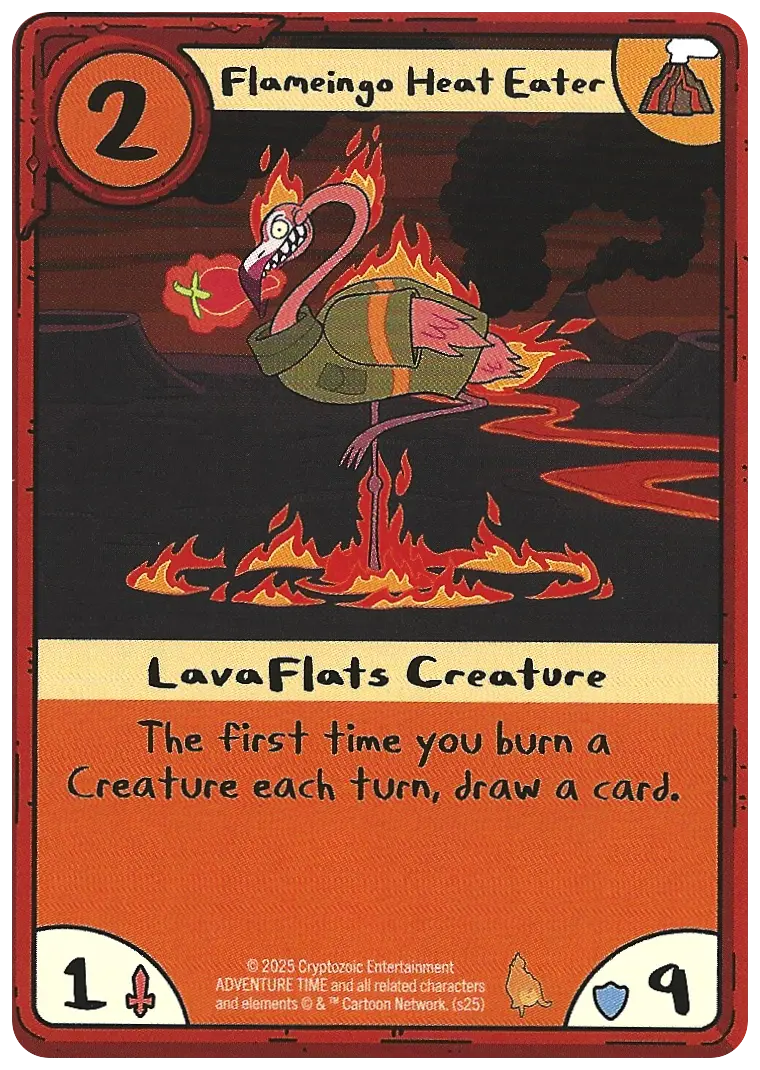 2
Flameingo Heat Eater
LavaFlats Creature
The first time you burn a
Creature each turn, draw a card.
1
9
© 2025 Cryptozoic Entertainment
ADVENTURE TIME and all related characters
and elements © & ™ Cartoon Network. (s25)